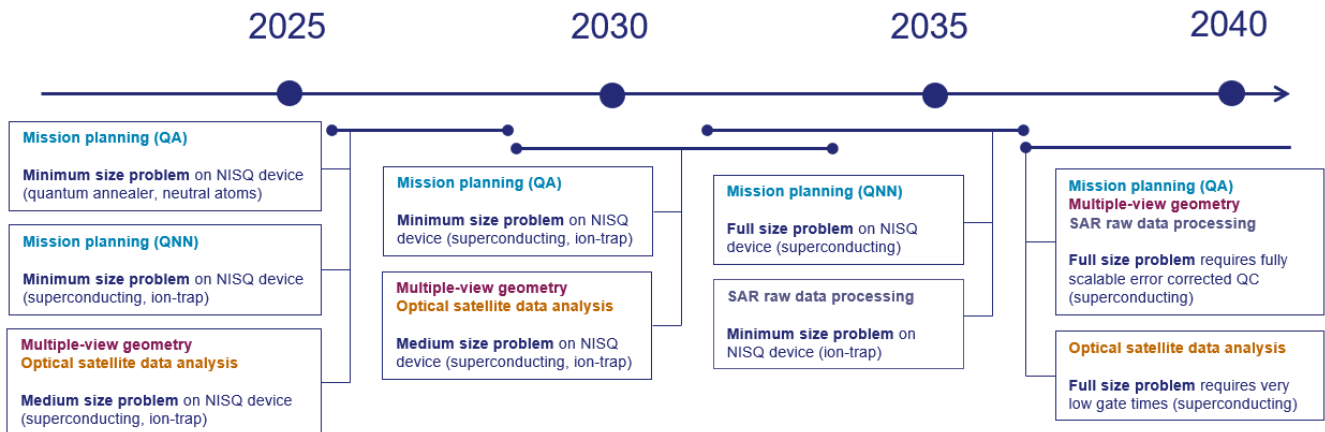 2025
2030
2035
2040
Mission planning (QA)
Minimum size problem on NISQ device
(quantum annealer, neutral atoms)
Mission planning (QNN)
Minimum size problem on NISQ device
(superconducting, ion-trap)
Multiple-view geometry
Optical satellite data analysis
Medium size problem on NISQ device
(superconducting, ion-trap)
Mission planning (QA)
Minimum size problem on NISQ
device (superconducting, ion-trap)
Multiple-view geometry
Optical satellite data analysis
Medium size problem on NISQ
device (superconducting, ion-trap)
Mission planning (QNN)
Full size problem on NISQ
device (superconducting)
SAR raw data processing
Minimum size problem on
NISQ device (ion-trap)
Mission planning (QA)
Multiple-view geometry
SAR raw data processing
Full size problem requires fully
scalable error corrected QC
(superconducting)
Optical satellite data analysis
Full size problem requires very
low gate times (superconducting)